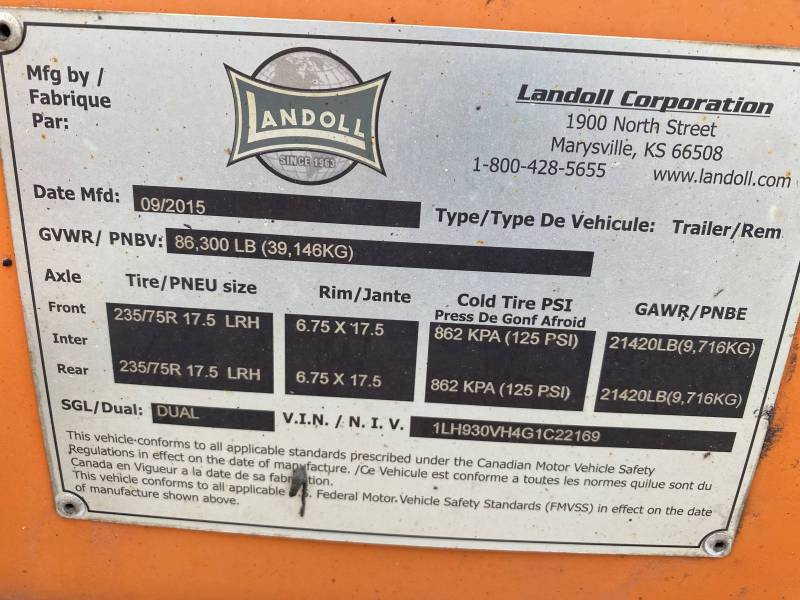 Mfg by /
Fabrique
Par:
LANDOLL
SINCE 1963
Landoll Corporation
1900 North Street
Marysville, KS 66508
1-800-428-5655 www.landoll.com
Date Mfd: 09/2015
Type/Type De Vehicule: Trailer/Rem
GVWR/ PNBV: 86,300 LB (39,146KG)
Axle Tire/PNEU size Rim/Jante Cold Tire PSI GAWR/PNBE
Press De Gonf Afroid
Front 235/75R 17.5 LRH 6.75 X 17.5 862 KPA (125 PSI) 21420LB(9,716KG)
Inter
Rear 235/75R 17.5 LRH 6.75 X 17.5 862 KPA (125 PSI) 21420LB(9,716KG)
SGL/Dual: DUAL V.I.N. / N. I. V. 1LH930VH4G1C22169
This vehicle conforms to all applicable standards prescribed under the Canadian Motor Vehicle Safety
Regulations in effect on the date of manufacture. /Ce Vehicule est conforme a toutes les normes quilue sont du
Canada en Vigueur a la date de sa fabrication.
This vehicle conforms to all applicable U.S. Federal Motor Vehicle Safety Standards (FMVSS) in effect on the date
of manufacture shown above.